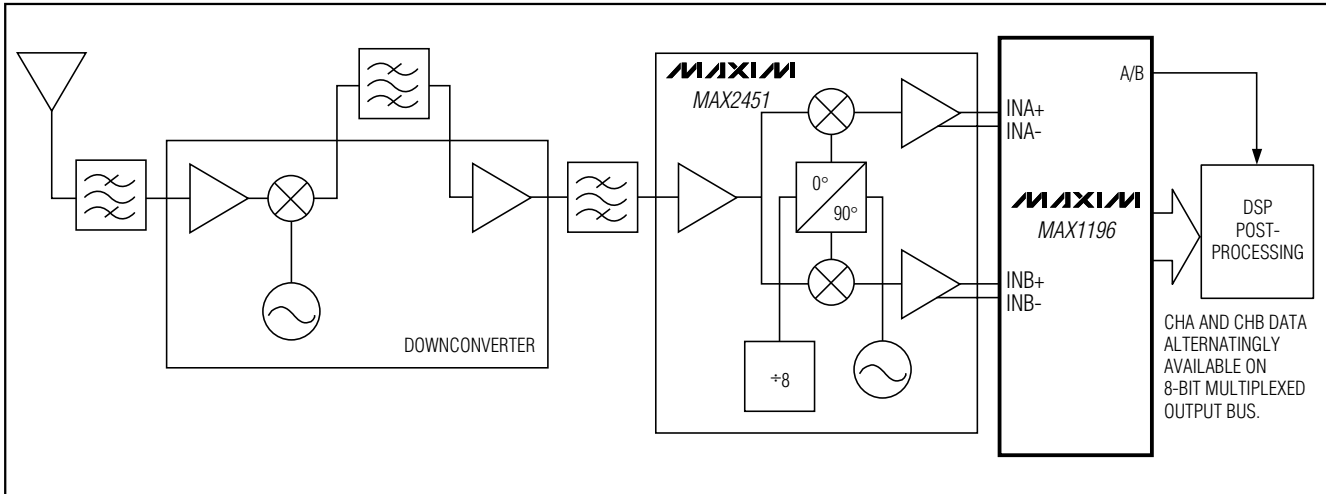 DOWNCONVERTER
MAXIM
MAX2451
0°
90°
÷8
A/B
INA+
INA-
MAXIM
MAX1196
INB+
INB-
DSP
POST-
PROCESSING
CHA AND CHB DATA
ALTERNATINGLY
AVAILABLE ON
8-BIT MULTIPLEXED
OUTPUT BUS.